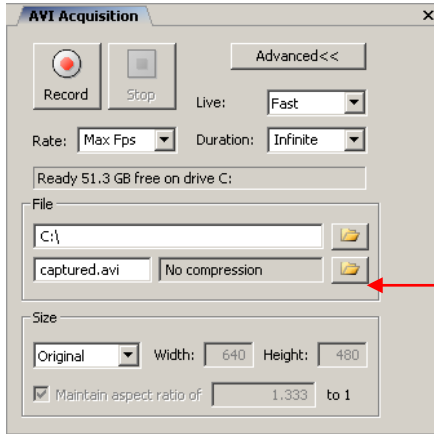 AVI Acquisition
Advanced<<
Record Stop
Live: Fast
Rate: Max Fps Duration: Infinite
Ready 51.3 GB free on drive C:
File
C:\
captured.avi No compression
Size
Original Width: 640 Height: 480
Maintain aspect ratio of 1.333 to 1